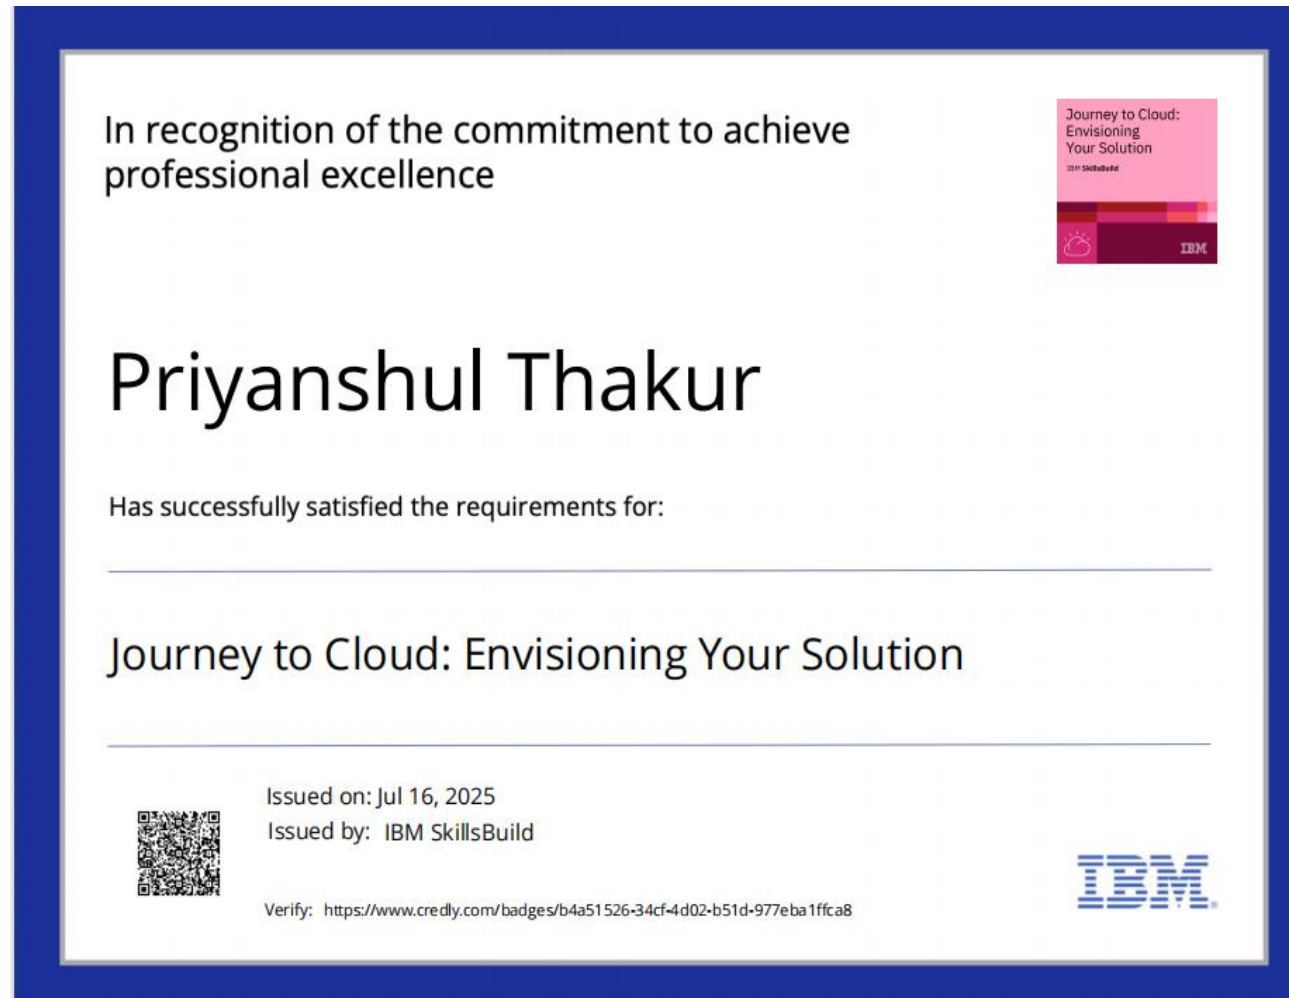 In recognition of the commitment to achieve
professional excellence
Journey to Cloud:
Envisioning
Your Solution
IBM SkillsBuild
IBM
Priyanshul Thakur
Has successfully satisfied the requirements for:
Journey to Cloud: Envisioning Your Solution
Issued on: Jul 16, 2025
Issued by: IBM SkillsBuild
Verify: https://www.credly.com/badges/b4a51526-34cf-4d02-b51d-977eba1ffca8
IBM®